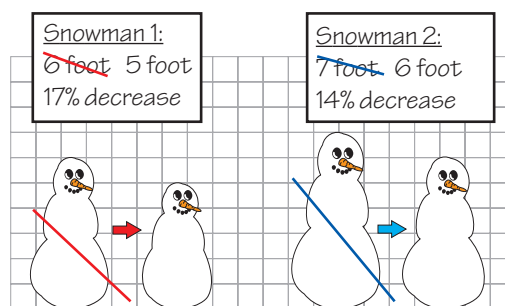 Snowman 1:
6 foot 5 foot
17% decrease
Snowman 2:
7 foot 6 foot
14% decrease